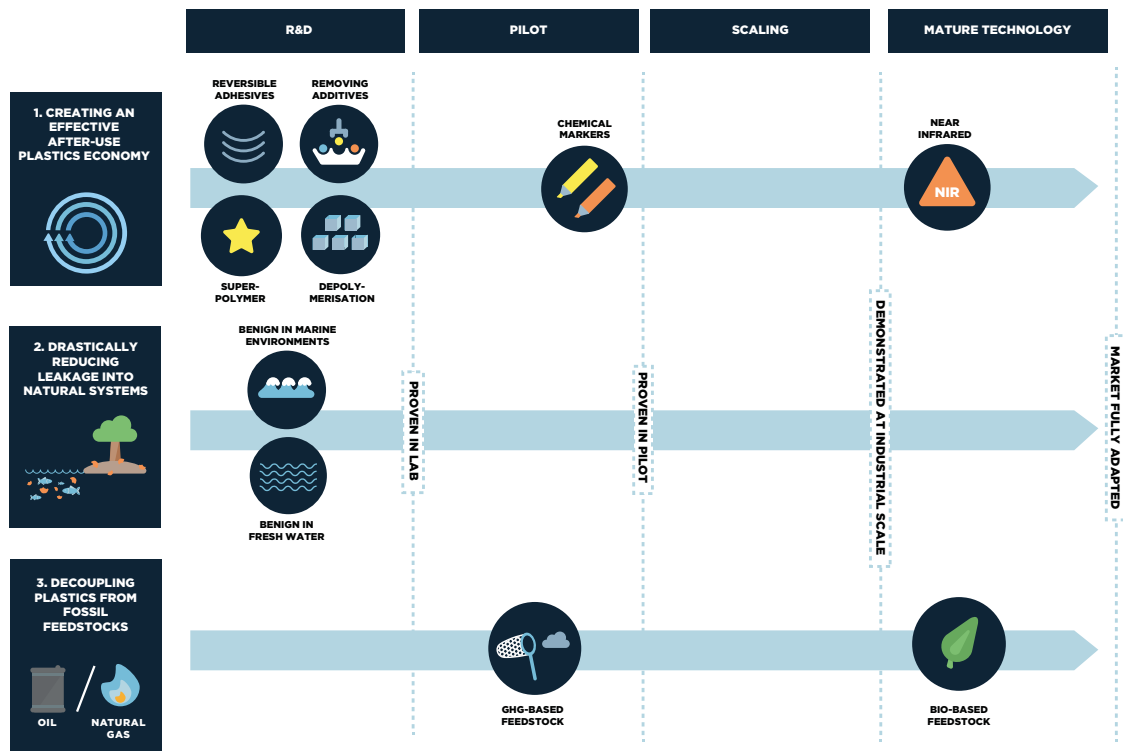 R&D
PILOT
SCALING
MATURE TECHNOLOGY
1. CREATING AN
EFFECTIVE
AFTER-USE
PLASTICS ECONOMY
REVERSIBLE
ADHESIVES
REMOVING
ADDITIVES
CHEMICAL
MARKERS
NEAR
INFRARED
NIR
SUPER-
POLYMER
DEPOLY-
MERISATION
2. DRASTICALLY
REDUCING
LEAKAGE INTO
NATURAL SYSTEMS
BENIGN IN MARINE
ENVIRONMENTS
BENIGN IN
FRESH WATER
PROVEN IN LAB
PROVEN IN PILOT
DEMONSTRATED AT INDUSTRIAL SCALE
MARKET FULLY ADAPTED
3. DECOUPLING
PLASTICS FROM
FOSSIL
FEEDSTOCKS
OIL
NATURAL
GAS
GHG-BASED
FEEDSTOCK
BIO-BASED
FEEDSTOCK